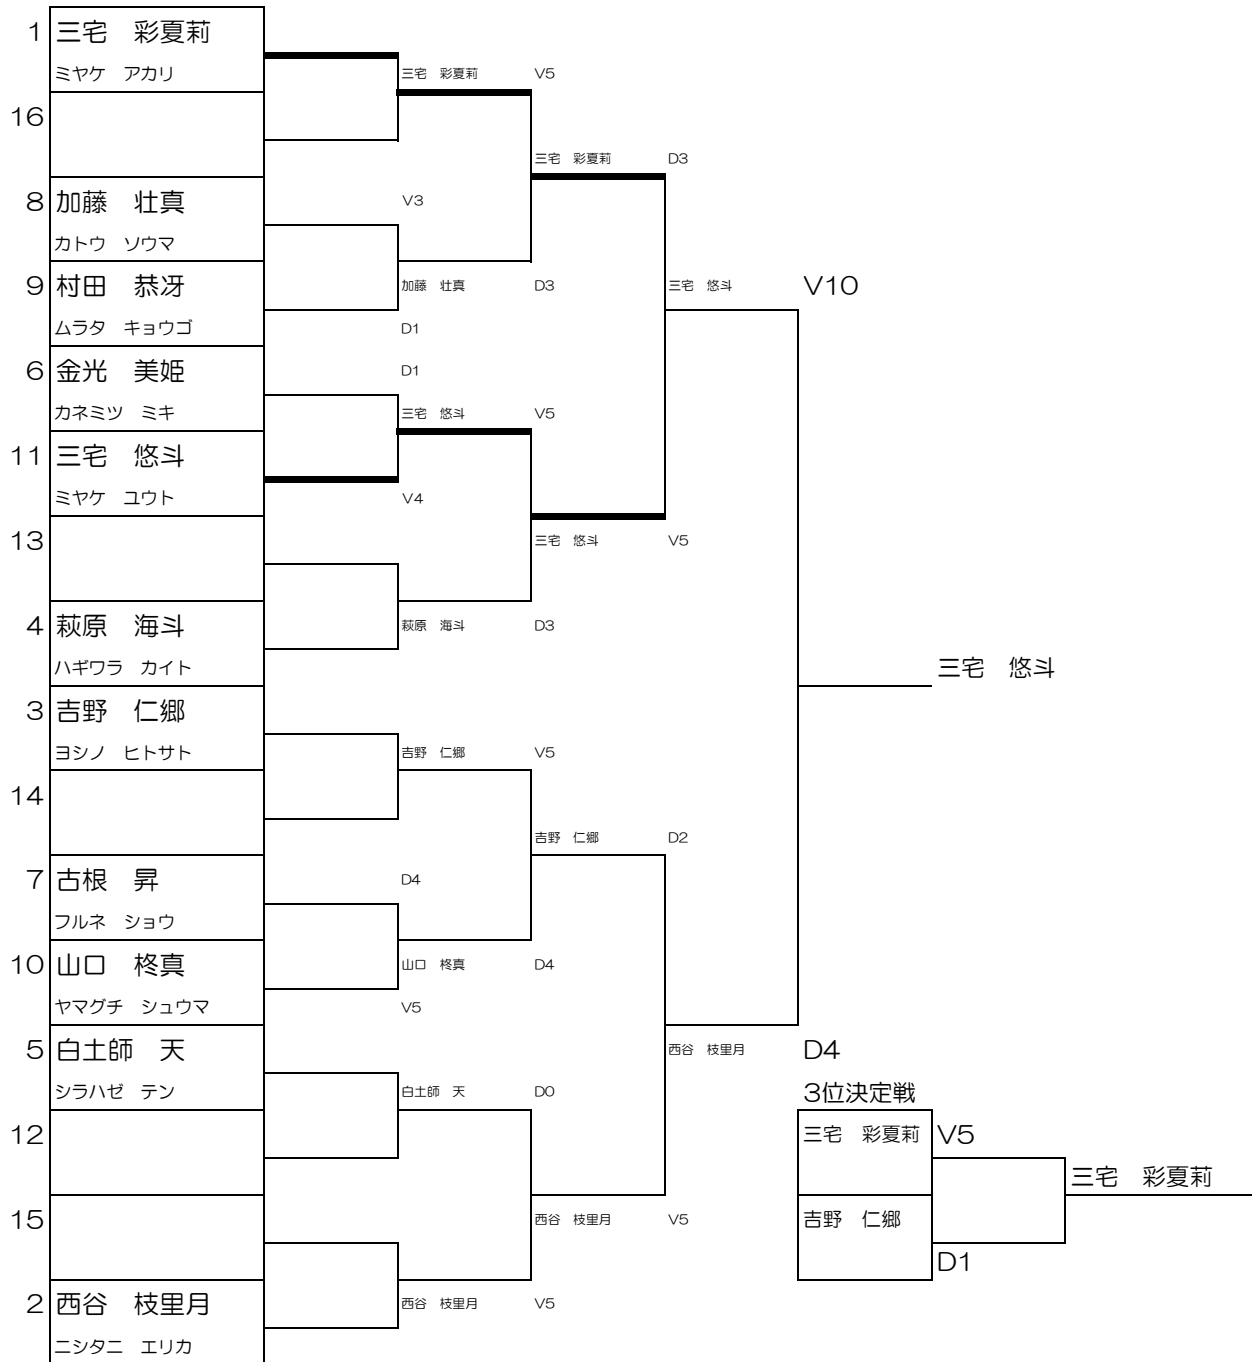 1 三宅　彩夏莉
ミヤケ　アカリ
三宅　彩夏莉 V5
16
三宅　彩夏莉 D3
8 加藤　壮真
V3
カトウ　ソウマ
9 村田　恭冴
加藤　壮真 D3
三宅　悠斗 V10
ムラタ　キョウゴ
D1
6 金光　美姫
D1
カネミツ　ミキ
三宅　悠斗 V5
11 三宅　悠斗
ミヤケ　ユウト
V4
13
三宅　悠斗 V5
4 萩原　海斗
萩原　海斗 D3
ハギワラ　カイト
三宅　悠斗
3 吉野　仁郷
ヨシノ　ヒトサト
吉野　仁郷 V5
14
吉野　仁郷 D2
7 古根　昇
D4
フルネ　ショウ
10 山口　柊真
山口　柊真 D4
ヤマグチ　シュウマ
V5
5 白土師　天
西谷　枝里月 D4
シラハゼ　テン
白土師　天 D0
3位決定戦
12
三宅　彩夏莉 V5
三宅　彩夏莉
15
西谷　枝里月 V5
吉野　仁郷
D1
2 西谷　枝里月
西谷　枝里月 V5
ニシタニ　エリカ